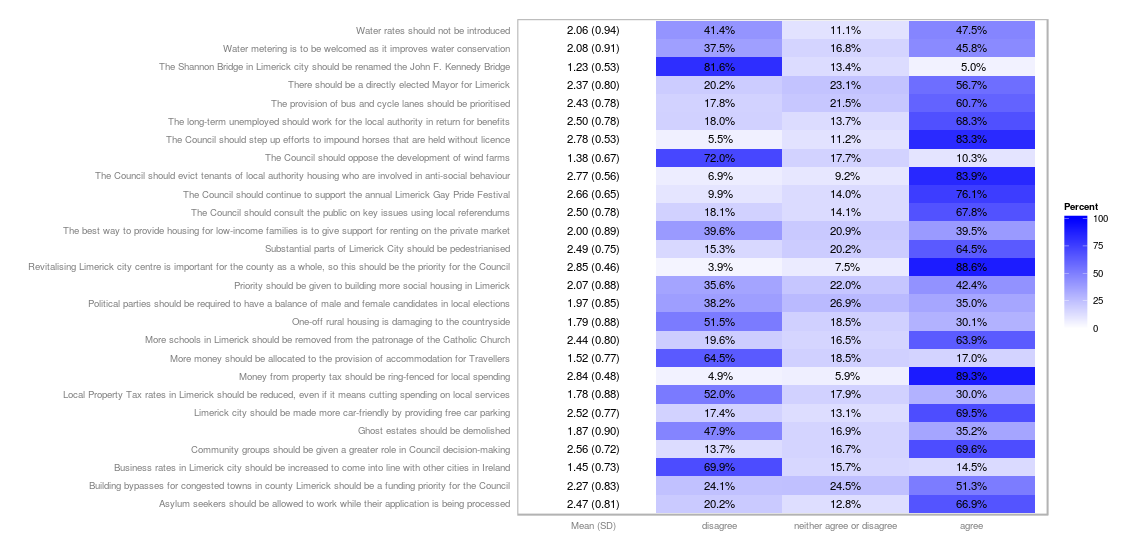 Water rates should not be introduced 2.06 (0.94) 41.4% 11.1% 47.5%
Water metering is to be welcomed as it improves water conservation 2.08 (0.91) 37.5% 16.8% 45.8%
The Shannon Bridge in Limerick city should be renamed the John F. Kennedy Bridge 1.23 (0.53) 81.6% 13.4% 5.0%
There should be a directly elected Mayor for Limerick 2.37 (0.80) 20.2% 23.1% 56.7%
The provision of bus and cycle lanes should be prioritised 2.43 (0.78) 17.8% 21.5% 60.7%
The long-term unemployed should work for the local authority in return for benefits 2.50 (0.78) 18.0% 13.7% 68.3%
The Council should step up efforts to impound horses that are held without licence 2.78 (0.53) 5.5% 11.2% 83.3%
The Council should oppose the development of wind farms 1.38 (0.67) 72.0% 17.7% 10.3%
The Council should evict tenants of local authority housing who are involved in anti-social behaviour 2.77 (0.56) 6.9% 9.2% 83.9%
The Council should continue to support the annual Limerick Gay Pride Festival 2.66 (0.65) 9.9% 14.0% 76.1%
The Council should consult the public on key issues using local referendums 2.50 (0.78) 18.1% 14.1% 67.8%
The best way to provide housing for low-income families is to give support for renting on the private market 2.00 (0.89) 39.6% 20.9% 39.5%
Substantial parts of Limerick City should be pedestrianised 2.49 (0.75) 15.3% 20.2% 64.5%
Revitalising Limerick city centre is important for the county as a whole, so this should be the priority for the Council 2.85 (0.46) 3.9% 7.5% 88.6%
Priority should be given to building more social housing in Limerick 2.07 (0.88) 35.6% 22.0% 42.4%
Political parties should be required to have a balance of male and female candidates in local elections 1.97 (0.85) 38.2% 26.9% 35.0%
One-off rural housing is damaging to the countryside 1.79 (0.88) 51.5% 18.5% 30.1%
More schools in Limerick should be removed from the patronage of the Catholic Church 2.44 (0.80) 19.6% 16.5% 63.9%
More money should be allocated to the provision of accommodation for Travellers 1.52 (0.77) 64.5% 18.5% 17.0%
Money from property tax should be ring-fenced for local spending 2.84 (0.48) 4.9% 5.9% 89.3%
Local Property Tax rates in Limerick should be reduced, even if it means cutting spending on local services 1.78 (0.88) 52.0% 17.9% 30.0%
Limerick city should be made more car-friendly by providing free car parking 2.52 (0.77) 17.4% 13.1% 69.5%
Ghost estates should be demolished 1.87 (0.90) 47.9% 16.9% 35.2%
Community groups should be given a greater role in Council decision-making 2.56 (0.72) 13.7% 16.7% 69.6%
Business rates in Limerick city should be increased to come into line with other cities in Ireland 1.45 (0.73) 69.9% 15.7% 14.5%
Building bypasses for congested towns in county Limerick should be a funding priority for the Council 2.27 (0.83) 24.1% 24.5% 51.3%
Asylum seekers should be allowed to work while their application is being processed 2.47 (0.81) 20.2% 12.8% 66.9%
Mean (SD) disagree neither agree or disagree agree
Percent
100
75
50
25
0